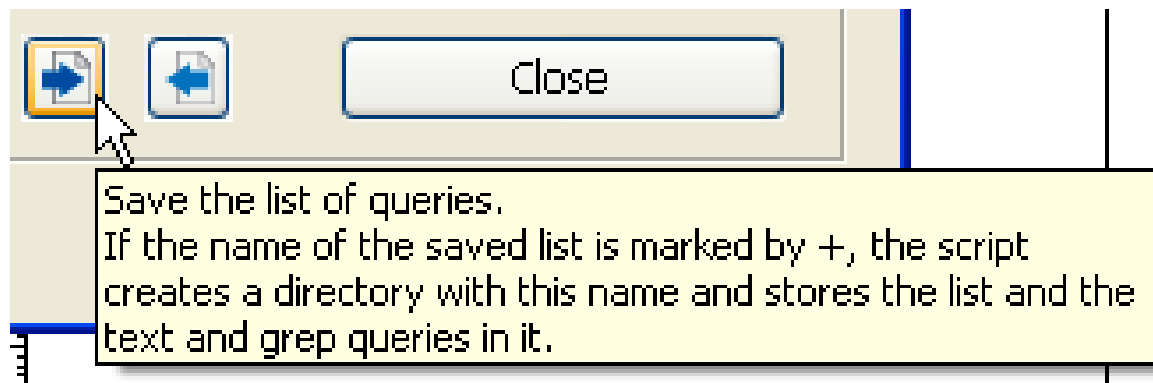 Close
Save the list of queries.
If the name of the saved list is marked by +, the script
creates a directory with this name and stores the list and the
text and grep queries in it.